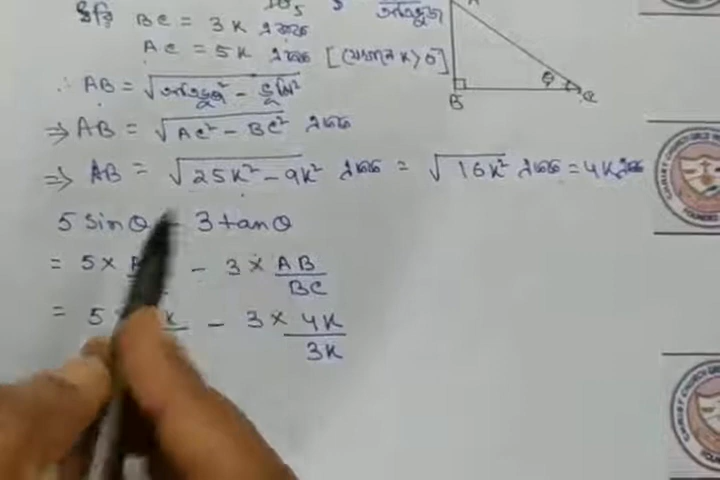 BC = 3K একক
AC = 5K একক [যেখানে K>0]
∴ AB = √অতিভুজ² - ভূমি²
⇒ AB = √AC² - BC² একক
⇒ AB = √25K² - 9K² একক = √16K² একক = 4K একক
B
θ
C
5 sinθ - 3 tanθ
= 5 × - 3 × AB/BC
= 5 - 3 × 4K/3K